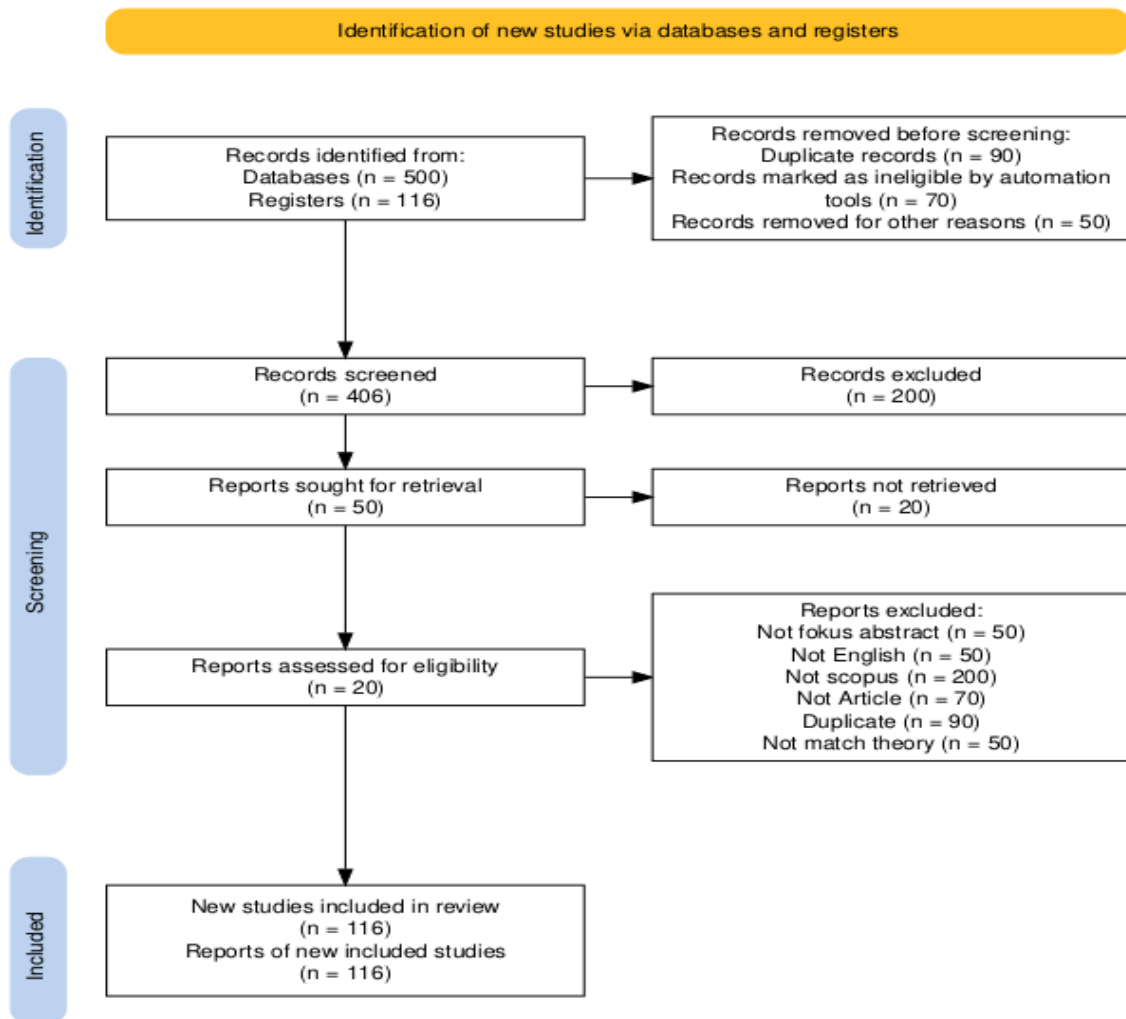 Identification of new studies via databases and registers
Identification
Records identified from:
Databases (n = 500)
Registers (n = 116)
Records removed before screening:
Duplicate records (n = 90)
Records marked as ineligible by automation
tools (n = 70)
Records removed for other reasons (n = 50)
Screening
Records screened
(n = 406)
Records excluded
(n = 200)
Reports sought for retrieval
(n = 50)
Reports not retrieved
(n = 20)
Reports assessed for eligibility
(n = 20)
Reports excluded:
Not fokus abstract (n = 50)
Not English (n = 50)
Not scopus (n = 200)
Not Article (n = 70)
Duplicate (n = 90)
Not match theory (n = 50)
Included
New studies included in review
(n = 116)
Reports of new included studies
(n = 116)